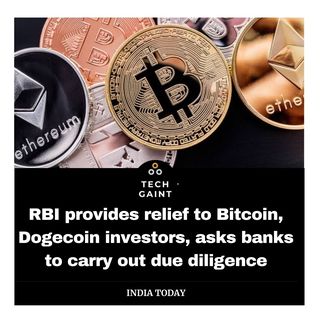 ethereum
ethe
TECH
GAINT
RBI provides relief to Bitcoin,
Dogecoin investors, asks banks
to carry out due diligence
INDIA TODAY